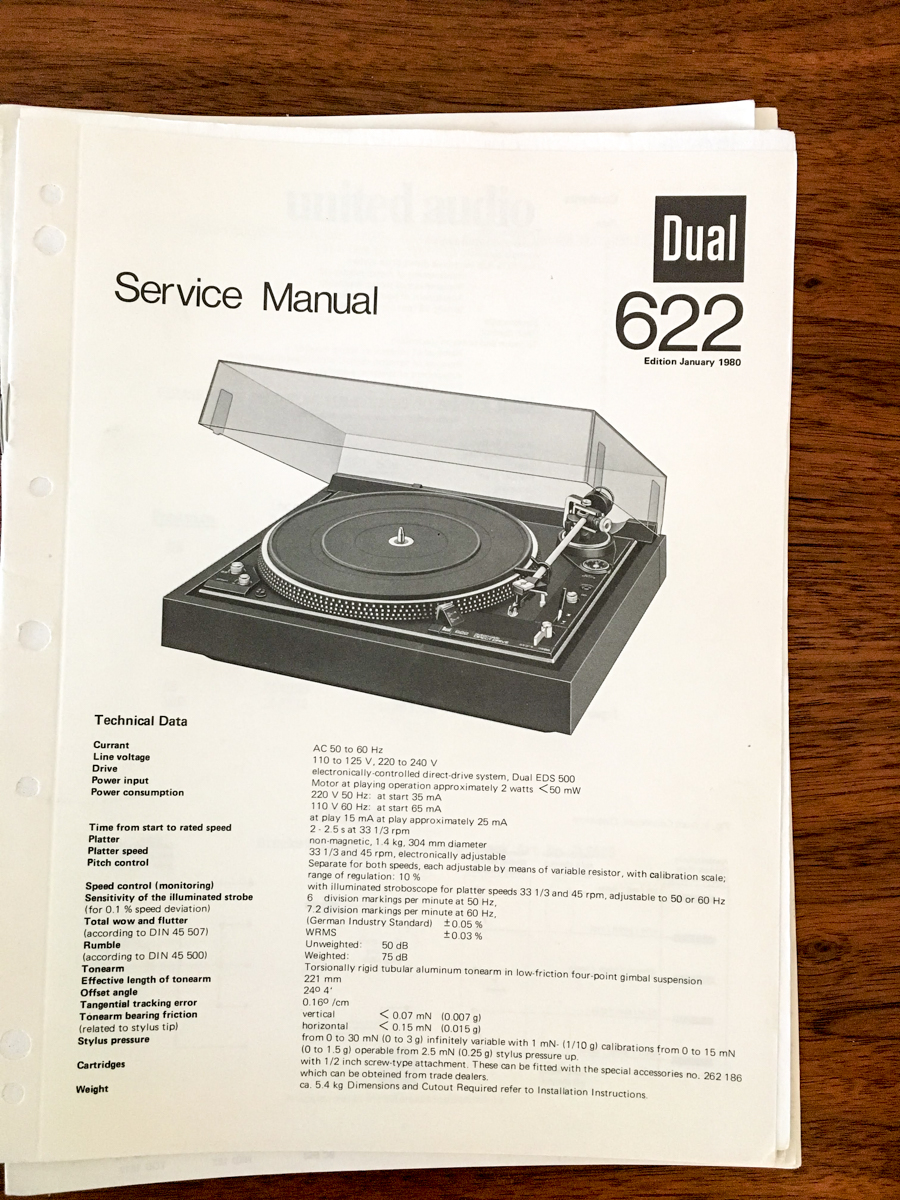 united audio
Dual
Service Manual
622
Edition January 1980
Dual 622
Technical Data
Currant AC 50 to 60 Hz
Line voltage 110 to 125 V, 220 to 240 V
Drive electronically-controlled direct-drive system, Dual EDS 500
Power input Motor at playing operation approximately 2 watts <50 mW
Power consumption 220 V 50 Hz: at start 35 mA
110 V 60 Hz: at start 65 mA
at play 15 mA at play approximately 25 mA
Time from start to rated speed 2 - 2.5 s at 33 1/3 rpm
Platter non-magnetic, 1.4 kg, 304 mm diameter
Platter speed 33 1/3 and 45 rpm, electronically adjustable
Pitch control Separate for both speeds, each adjustable by means of variable resistor, with calibration scale;
range of regulation: 10 %
Speed control (monitoring) with illuminated stroboscope for platter speeds 33 1/3 and 45 rpm, adjustable to 50 or 60 Hz
Sensitivity of the illuminated strobe 6 division markings per minute at 50 Hz,
(for 0.1 % speed deviation) 7.2 division markings per minute at 60 Hz,
Total wow and flutter (German Industry Standard) ±0.05 %
(according to DIN 45 507) WRMS ±0.03 %
Rumble Unweighted: 50 dB
(according to DIN 45 500) Weighted: 75 dB
Tonearm Torsionally rigid tubular aluminum tonearm in low-friction four-point gimbal suspension
Effective length of tonearm 221 mm
Offset angle 24º 4'
Tangential tracking error 0.16º /cm
Tonearm bearing friction vertical < 0.07 mN (0.007 g)
(related to stylus tip) horizontal < 0.15 mN (0.015 g)
Stylus pressure from 0 to 30 mN (0 to 3 g) infinitely variable with 1 mN- (1/10 g) calibrations from 0 to 15 mN
(0 to 1.5 g) operable from 2.5 mN (0.25 g) stylus pressure up.
Cartridges with 1/2 inch screw-type attachment. These can be fitted with the special accessories no. 262 186
which can be obteined from trade dealers.
Weight ca. 5.4 kg Dimensions and Cutout Required refer to Installation Instructions.